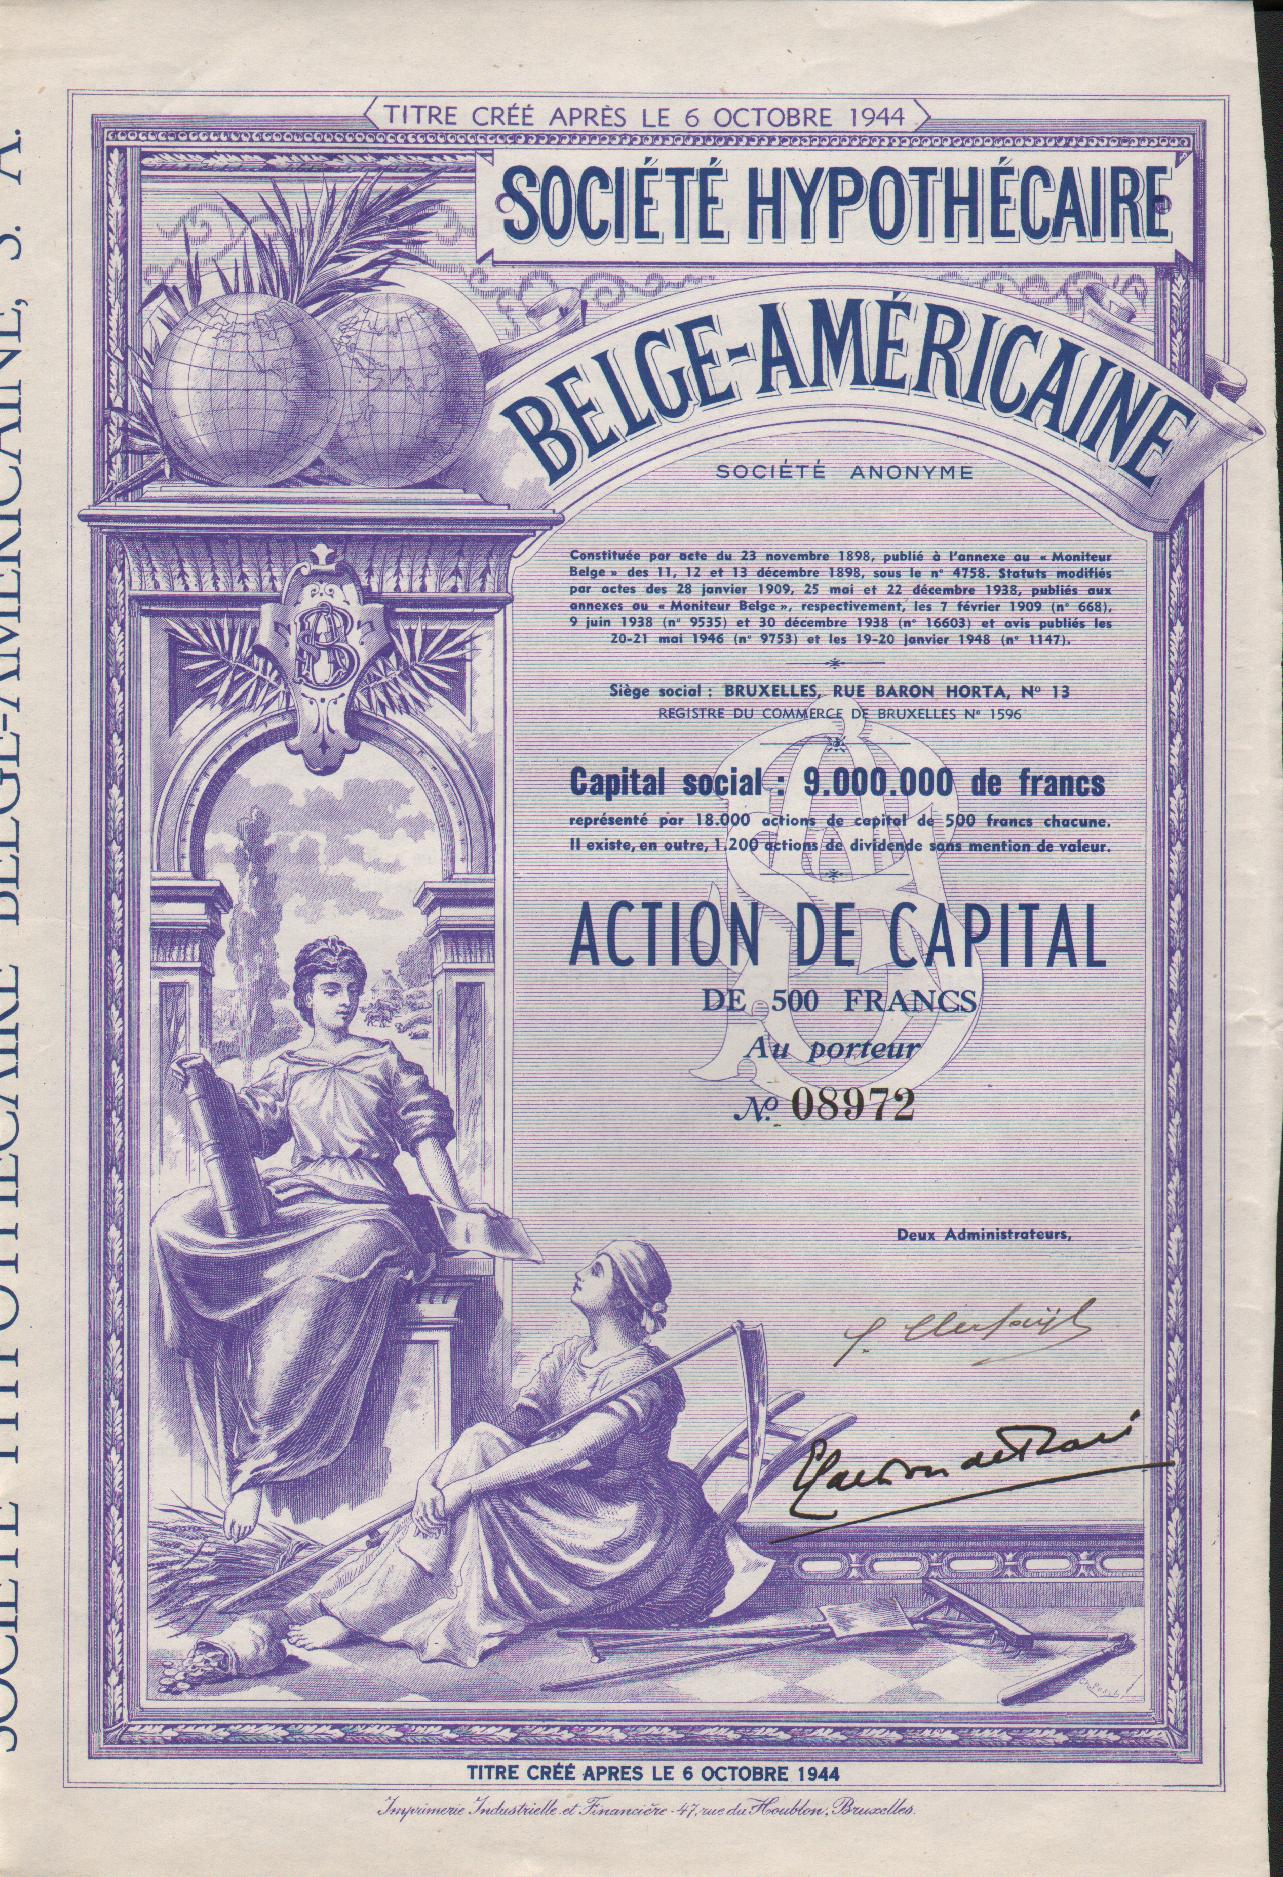 TITRE CRÉÉ APRÈS LE 6 OCTOBRE 1944
SOCIÉTÉ HYPOTHÉCAIRE
BELGE-AMÉRICAINE
SOCIÉTÉ ANONYME
Constituée par acte du 23 novembre 1898, publié à l'annexe au « Moniteur
Belge » des 11, 12 et 13 décembre 1898, sous le n° 4758. Statuts modifiés
par actes des 28 janvier 1909, 25 mai et 22 décembre 1938, publiés aux
annexes au « Moniteur Belge », respectivement, les 7 février 1909 (n° 668),
9 juin 1938 (n° 9535) et 30 décembre 1938 (n° 16603) et avis publiés les
20-21 mai 1946 (n° 9753) et les 19-20 janvier 1948 (n° 1147).
Siège social : BRUXELLES, RUE BARON HORTA, N° 13
REGISTRE DU COMMERCE DE BRUXELLES N° 1596
Capital social : 9.000.000 de francs
représenté par 18.000 actions de capital de 500 francs chacune.
Il existe, en outre, 1.200 actions de dividende sans mention de valeur.
ACTION DE CAPITAL
DE 500 FRANCS
Au porteur
N° 08972
Deux Administrateurs,
TITRE CRÉÉ APRES LE 6 OCTOBRE 1944
Imprimerie Industrielle et Financière - 47, rue du Houblon, Bruxelles.
SOCIÉTÉ HYPOTHÉCAIRE BELGE-AMÉRICAINE, S. A.